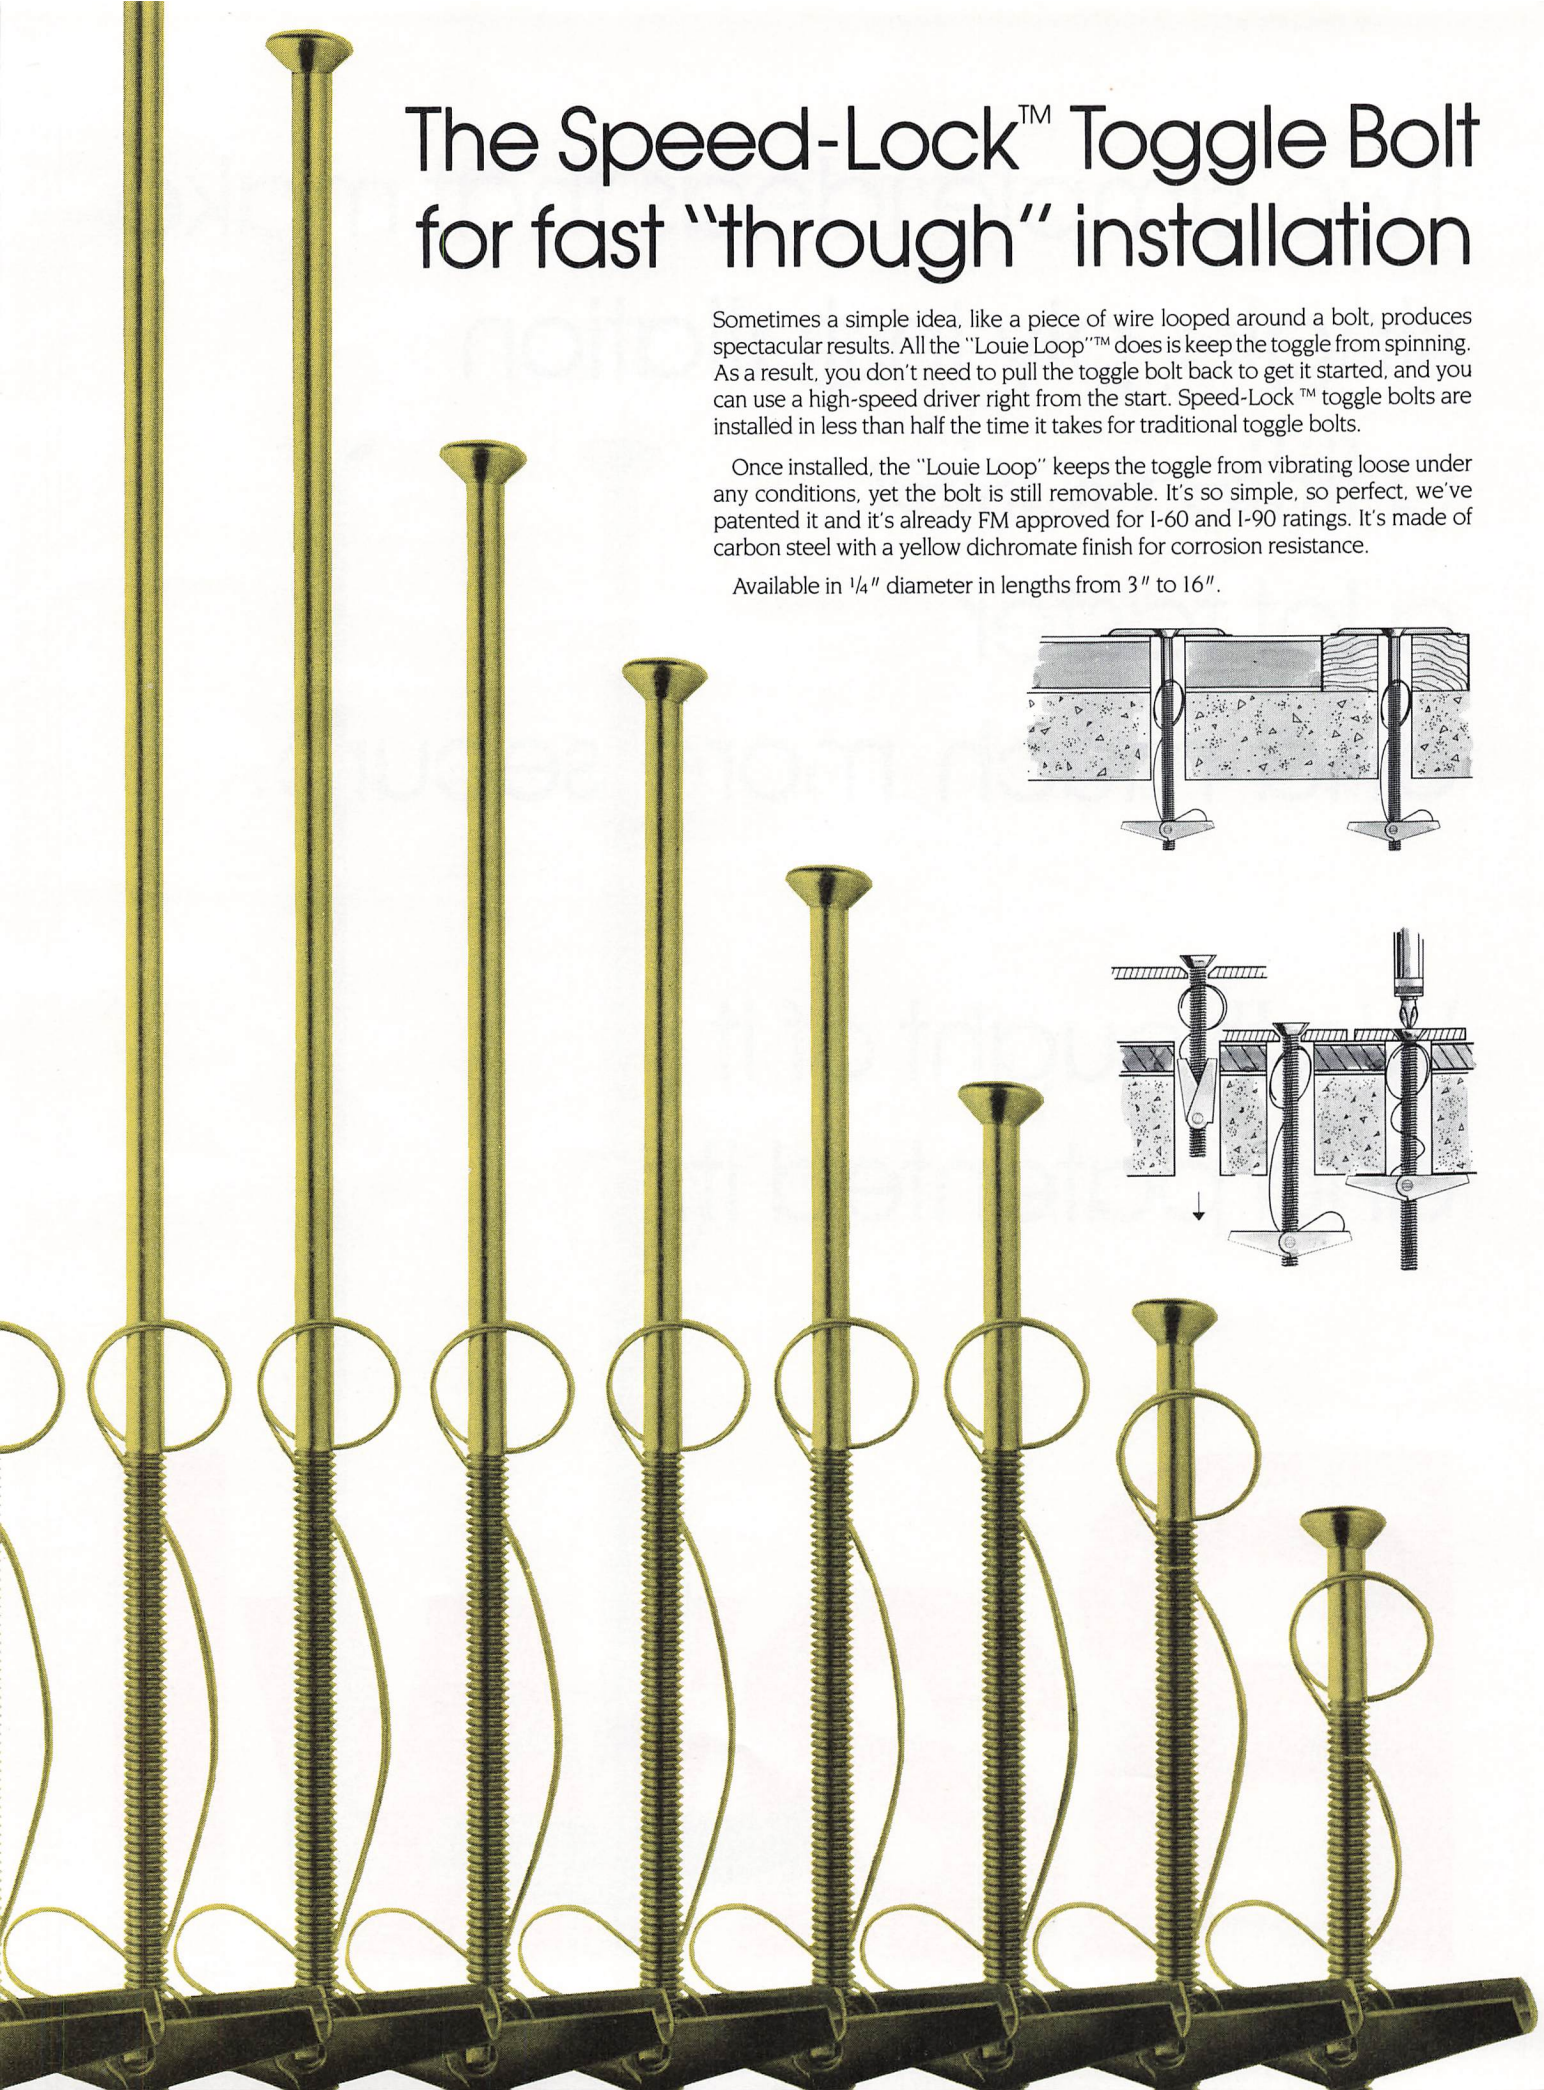 The Speed-Lock™ Toggle Bolt
for fast "through" installation
Sometimes a simple idea, like a piece of wire looped around a bolt, produces
spectacular results. All the "Louie Loop"™ does is keep the toggle from spinning.
As a result, you don't need to pull the toggle bolt back to get it started, and you
can use a high-speed driver right from the start. Speed-Lock ™ toggle bolts are
installed in less than half the time it takes for traditional toggle bolts.
Once installed, the "Louie Loop" keeps the toggle from vibrating loose under
any conditions, yet the bolt is still removable. It's so simple, so perfect, we've
patented it and it's already FM approved for I-60 and I-90 ratings. It's made of
carbon steel with a yellow dichromate finish for corrosion resistance.
Available in ¼" diameter in lengths from 3" to 16".